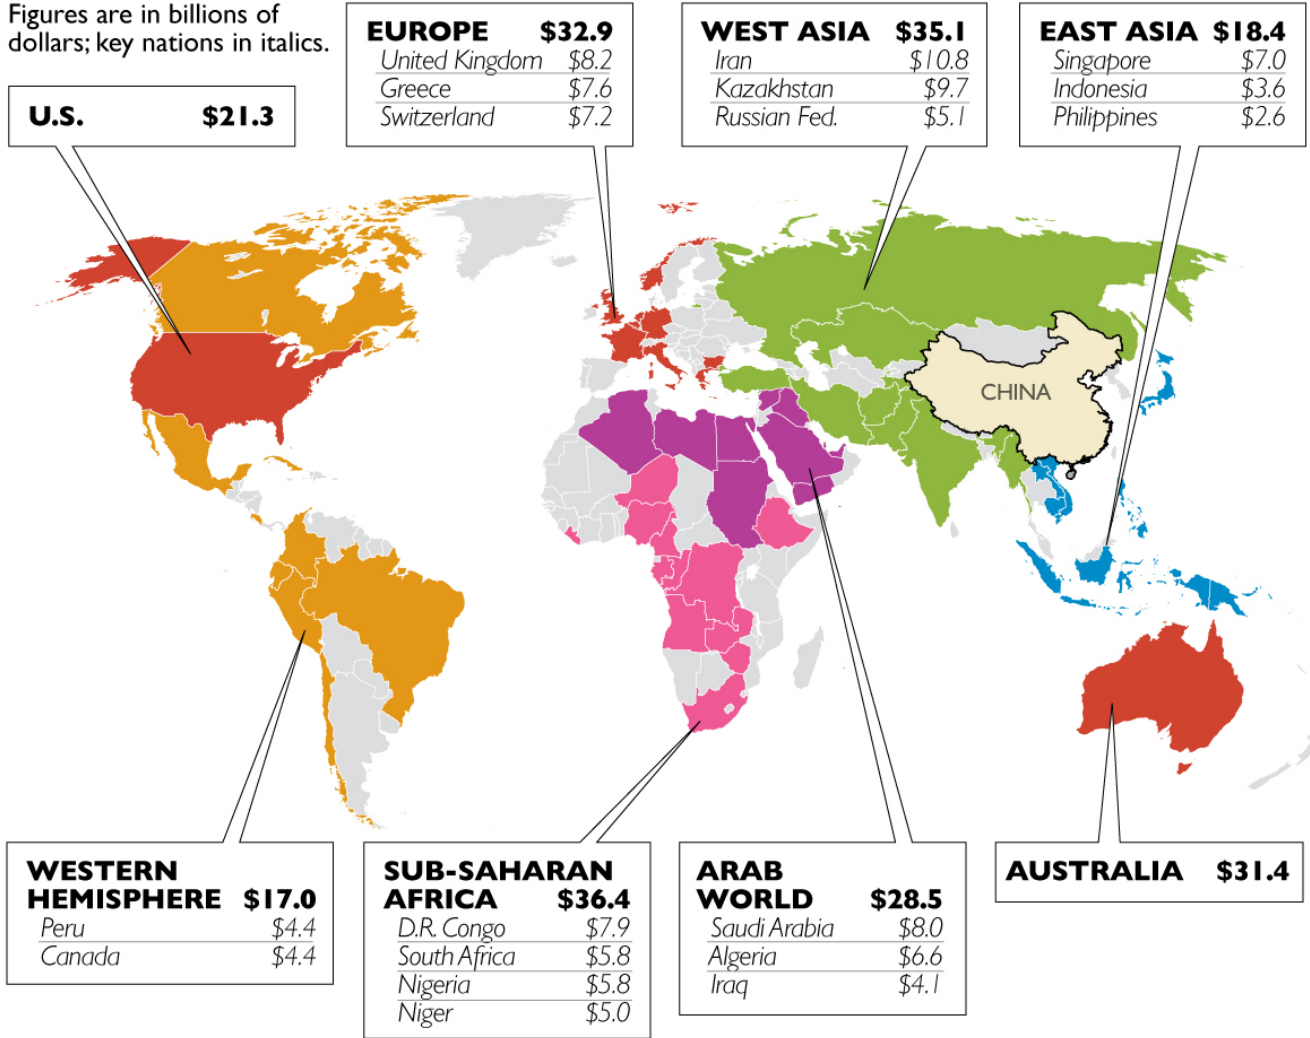 Figures are in billions of
dollars; key nations in italics.
U.S. $21.3
EUROPE $32.9
United Kingdom $8.2
Greece $7.6
Switzerland $7.2
WEST ASIA $35.1
Iran $10.8
Kazakhstan $9.7
Russian Fed. $5.1
EAST ASIA $18.4
Singapore $7.0
Indonesia $3.6
Philippines $2.6
CHINA
WESTERN
HEMISPHERE $17.0
Peru $4.4
Canada $4.4
SUB-SAHARAN
AFRICA $36.4
D.R. Congo $7.9
South Africa $5.8
Nigeria $5.8
Niger $5.0
ARAB
WORLD $28.5
Saudi Arabia $8.0
Algeria $6.6
Iraq $4.1
AUSTRALIA $31.4